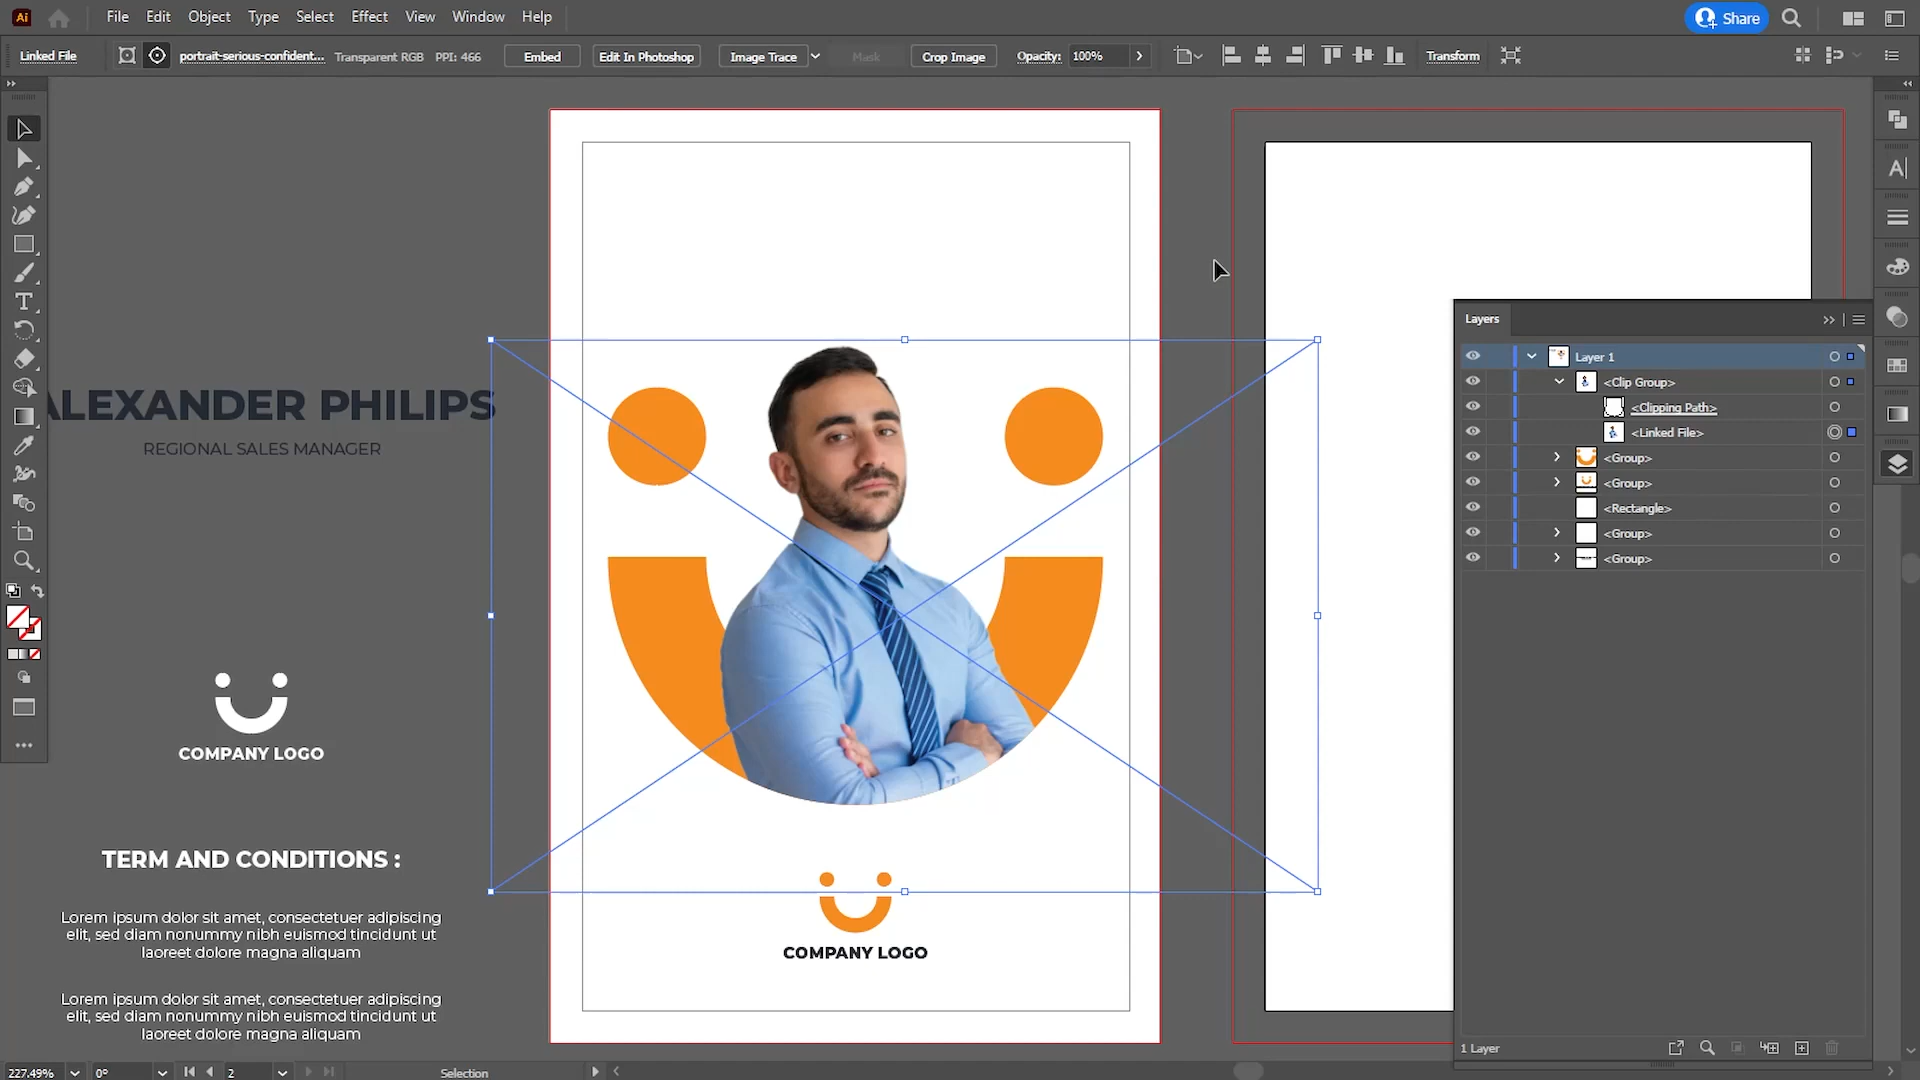 Ai File Edit Object Type Select Effect View Window Help Share
Linked File portrait-serious-confident... Transparent RGB PPI: 466 Embed Edit In Photoshop Image Trace Mask Crop Image Opacity: 100% Transform
ALEXANDER PHILIPS
REGIONAL SALES MANAGER
COMPANY LOGO
TERM AND CONDITIONS :
Lorem ipsum dolor sit amet, consectetuer adipiscing
elit, sed diam nonummy nibh euismod tincidunt ut
laoreet dolore magna aliquam
Lorem ipsum dolor sit amet, consectetuer adipiscing
elit, sed diam nonummy nibh euismod tincidunt ut
laoreet dolore magna aliquam
COMPANY LOGO
Layers
Layer 1
<Clip Group>
<Clipping Path>
<Linked File>
<Group>
<Group>
<Rectangle>
<Group>
<Group>
1 Layer
227.49% 0° 2 Selection